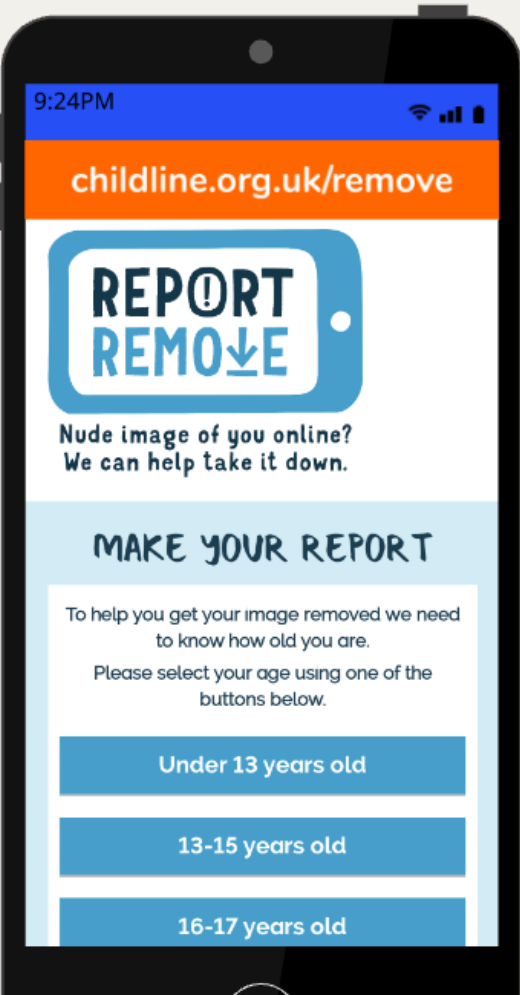 9:24PM
childline.org.uk/remove
REPORT
REMOVE
Nude image of you online?
We can help take it down.
MAKE YOUR REPORT
To help you get your image removed we need
to know how old you are.
Please select your age using one of the
buttons below.
Under 13 years old
13-15 years old
16-17 years old